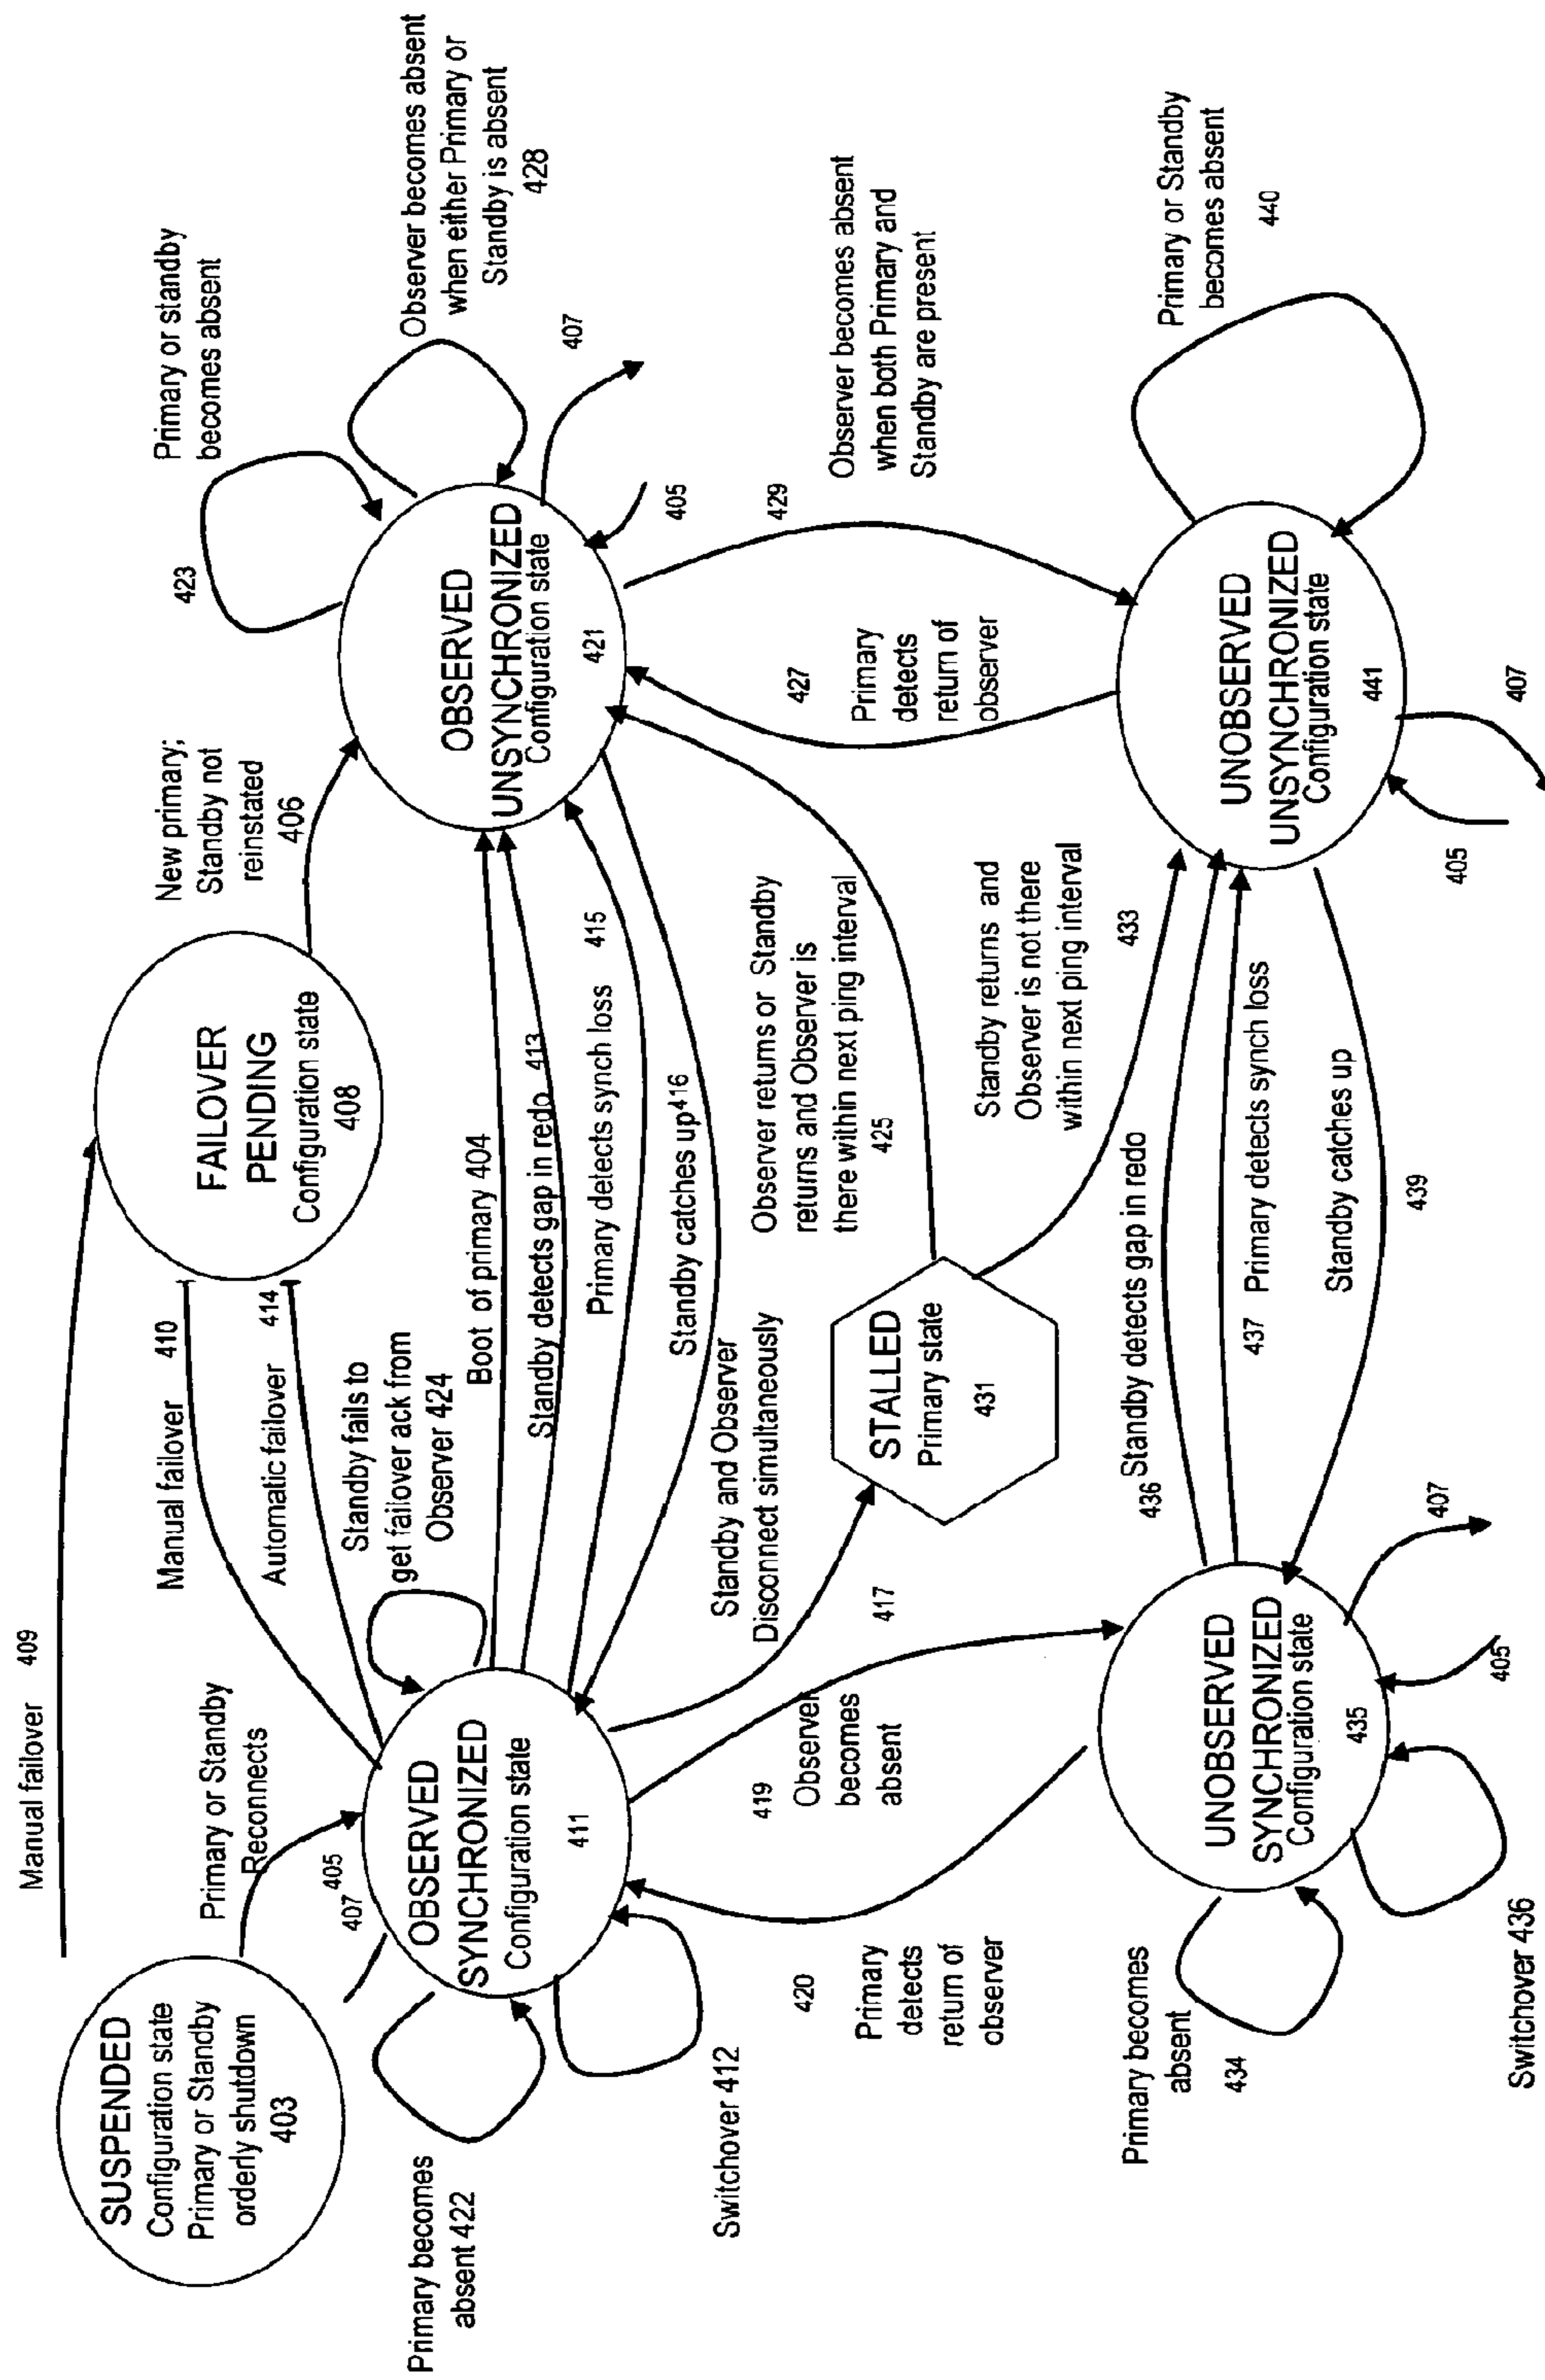 Manual failover 409
SUSPENDED
Configuration state
Primary or Standby
orderly shutdown
403
Primary or Standby
Reconnects
405
407
Manual failover 410
Automatic failover 414
FAILOVER
PENDING
Configuration state
408
New primary;
Standby not
reinstated
406
Primary or standby
becomes absent
423
Observer becomes absent
when either Primary or
Standby is absent
428
Standby fails to
get failover ack from
Observer 424
OBSERVED
SYNCHRONIZED
Configuration state
411
Primary becomes
absent 422
Switchover 412
Boot of primary 404
Standby detects gap in redo 413
Primary detects synch loss 415
Standby catches up 416
OBSERVED
UNSYNCHRONIZED
Configuration state
421
407
405
Standby and Observer
Disconnect simultaneously
417
STALLED
Primary state
431
Observer returns or Standby
returns and Observer is
there within next ping interval
425
Standby returns and
Observer is not there
within next ping interval
433
427
Primary
detects
return of
observer
429
Observer becomes absent
when both Primary and
Standby are present
419
Observer
becomes
absent
420
Primary
detects
return of
observer
UNOBSERVED
SYNCHRONIZED
Configuration state
435
Primary becomes
absent
434
Switchover 436
405
407
436 Standby detects gap in redo
437 Primary detects synch loss
Standby catches up
439
UNOBSERVED
UNSYNCHRONIZED
Configuration state
441
405
407
Primary or Standby
becomes absent
440